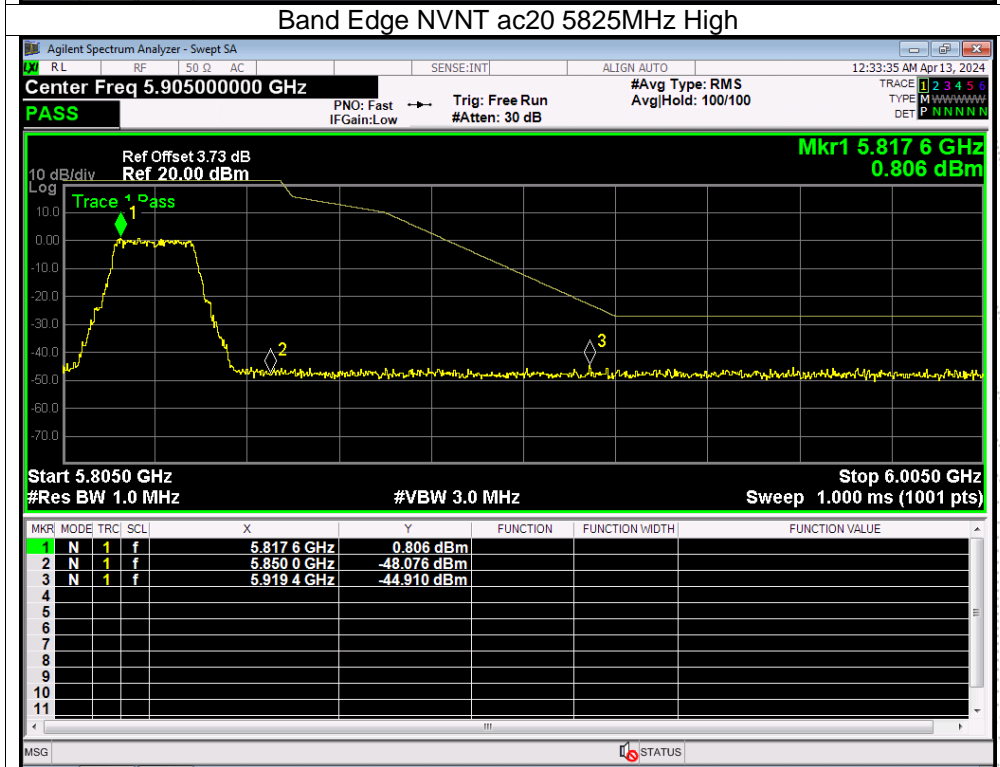 Band Edge NVNT ac20 5825MHz High
Agilent Spectrum Analyzer - Swept SA
LXI RL RF 50 Ω AC SENSE:INT ALIGN AUTO 12:33:35 AM Apr 13, 2024
Center Freq 5.905000000 GHz #Avg Type: RMS TRACE 1 2 3 4 5 6
PNO: Fast Trig: Free Run Avg|Hold: 100/100 TYPE M WWWWW
PASS IFGain:Low #Atten: 30 dB DET P N N N N N
Mkr1 5.817 6 GHz
0.806 dBm
Ref Offset 3.73 dB
10 dB/div Ref 20.00 dBm
Log
Trace 1 Pass
1
10.0
0.00
-10.0
-20.0
-30.0
3
2
-40.0
-50.0
-60.0
-70.0
Start 5.8050 GHz Stop 6.0050 GHz
#Res BW 1.0 MHz #VBW 3.0 MHz Sweep 1.000 ms (1001 pts)
MKR MODE TRC SCL X Y FUNCTION FUNCTION WIDTH FUNCTION VALUE
1 N 1 f 5.817 6 GHz 0.806 dBm
2 N 1 f 5.850 0 GHz -48.076 dBm
3 N 1 f 5.919 4 GHz -44.910 dBm
4
5
6
7
8
9
10
11
MSG STATUS